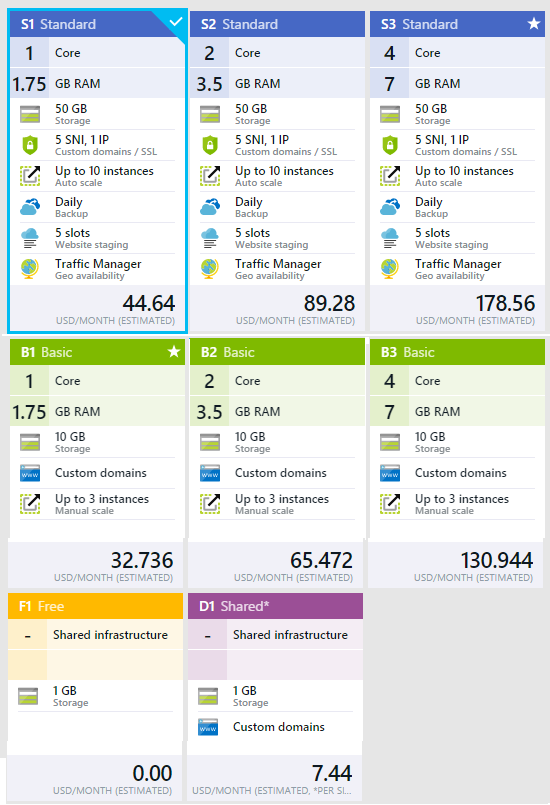 S1 Standard
1 Core
1.75 GB RAM
50 GB
Storage
5 SNI, 1 IP
Custom domains / SSL
Up to 10 instances
Auto scale
Daily
Backup
5 slots
Website staging
Traffic Manager
Geo availability
44.64
USD/MONTH (ESTIMATED)
S2 Standard
2 Core
3.5 GB RAM
50 GB
Storage
5 SNI, 1 IP
Custom domains / SSL
Up to 10 instances
Auto scale
Daily
Backup
5 slots
Website staging
Traffic Manager
Geo availability
89.28
USD/MONTH (ESTIMATED)
S3 Standard
4 Core
7 GB RAM
50 GB
Storage
5 SNI, 1 IP
Custom domains / SSL
Up to 10 instances
Auto scale
Daily
Backup
5 slots
Website staging
Traffic Manager
Geo availability
178.56
USD/MONTH (ESTIMATED)
B1 Basic
1 Core
1.75 GB RAM
10 GB
Storage
www Custom domains
Up to 3 instances
Manual scale
32.736
USD/MONTH (ESTIMATED)
B2 Basic
2 Core
3.5 GB RAM
10 GB
Storage
www Custom domains
Up to 3 instances
Manual scale
65.472
USD/MONTH (ESTIMATED)
B3 Basic
4 Core
7 GB RAM
10 GB
Storage
www Custom domains
Up to 3 instances
Manual scale
130.944
USD/MONTH (ESTIMATED)
F1 Free
- Shared infrastructure
1 GB
Storage
0.00
USD/MONTH (ESTIMATED)
D1 Shared*
- Shared infrastructure
1 GB
Storage
www Custom domains
7.44
USD/MONTH (ESTIMATED, *PER SI...